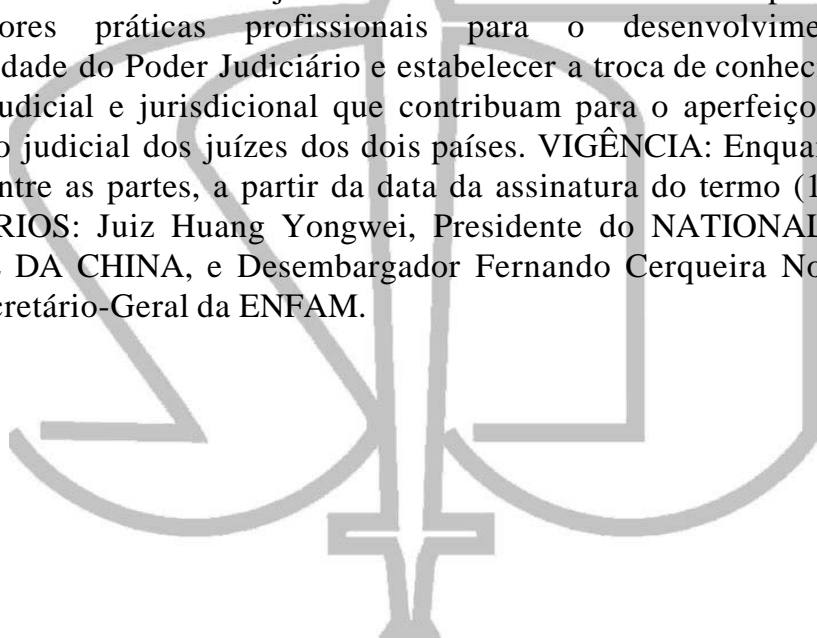 ores práticas profissionais para o desenvolvime
dade do Poder Judiciário e estabelecer a troca de conhec
udicial e jurisdicional que contribuam para o aperfeiço
o judicial dos juízes dos dois países. VIGÊNCIA: Enqua
ntre as partes, a partir da data da assinatura do termo (1
RIOS: Juiz Huang Yongwei, Presidente do NATIONAL
DA CHINA, e Desembargador Fernando Cerqueira No
cretário-Geral da ENFAM.